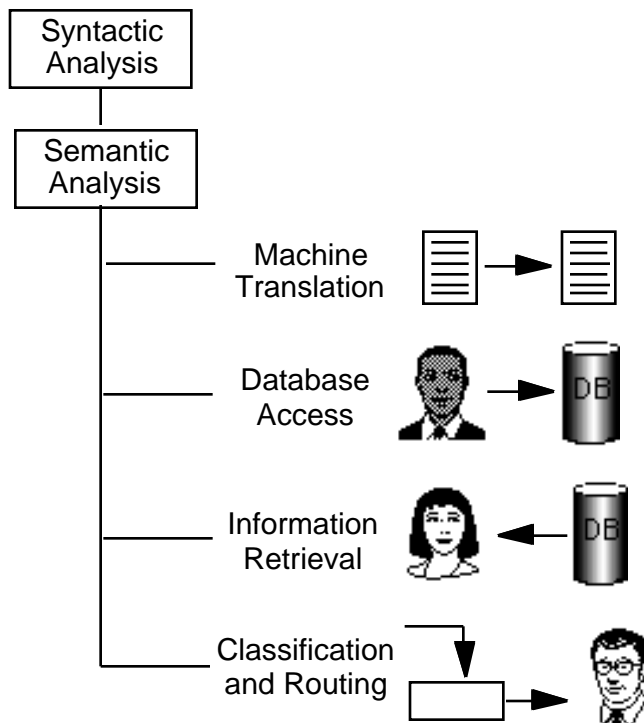 Syntactic
Analysis
Semantic
Analysis
Machine
Translation
Database
Access
DB
Information
Retrieval
DB
Classification
and Routing